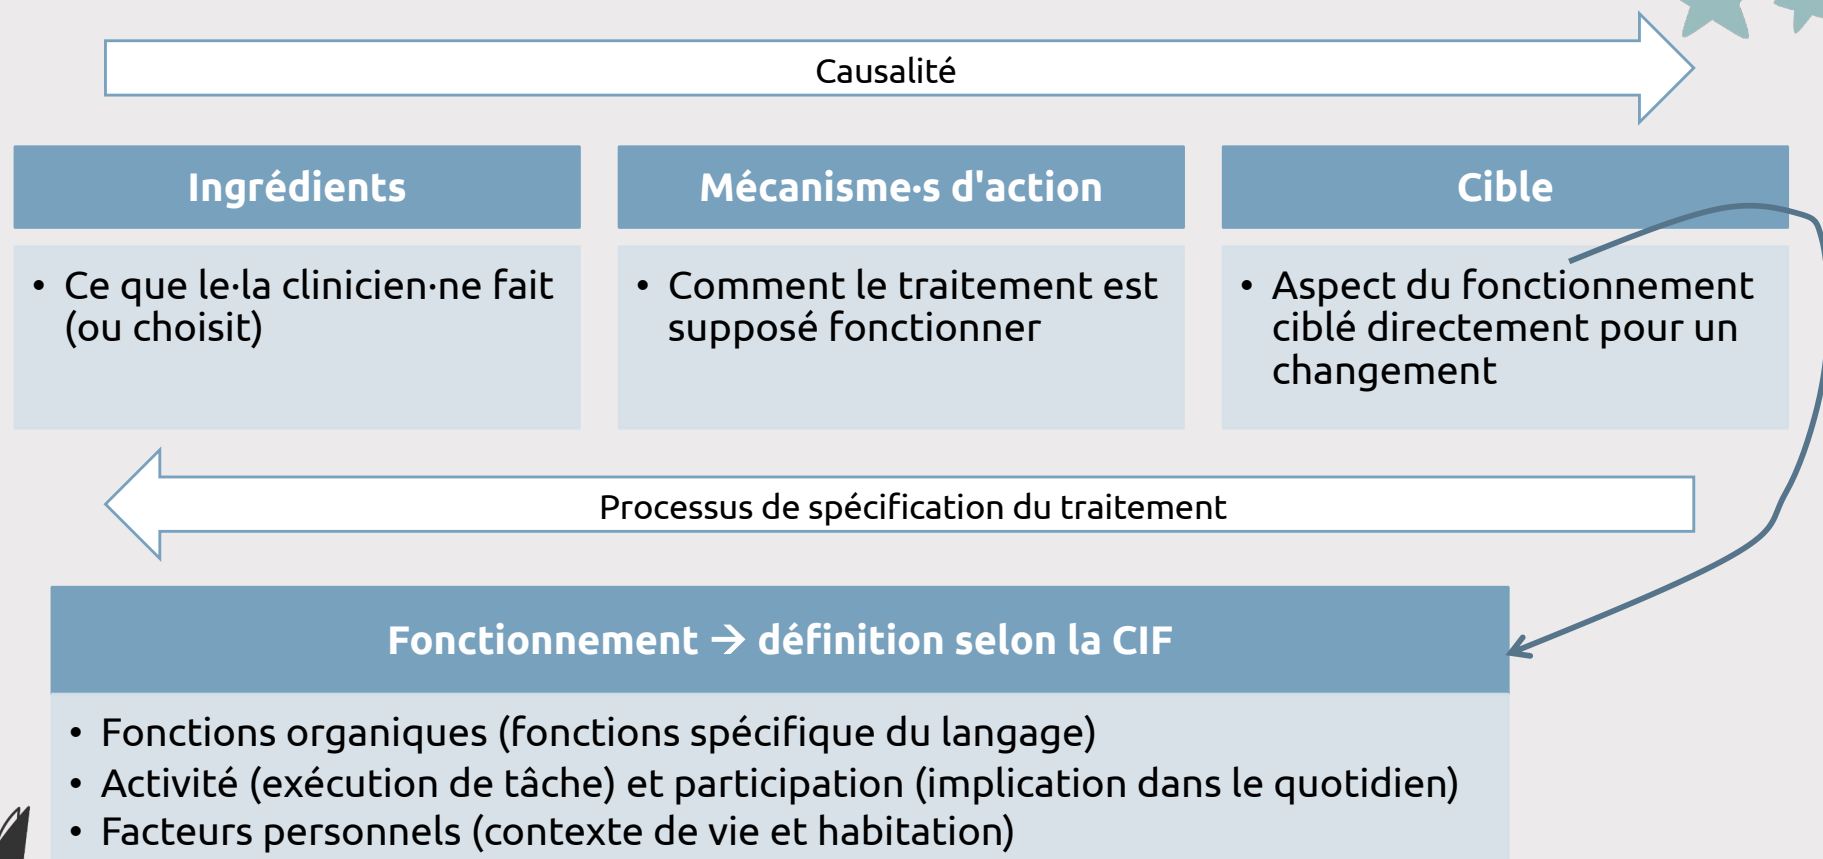 Causalité
Ingrédients
• Ce que le·la clinicien·ne fait
(ou choisit)
Mécanisme·s d'action
• Comment le traitement est
supposé fonctionner
Cible
• Aspect du fonctionnement
ciblé directement pour un
changement
Processus de spécification du traitement
Fonctionnement → définition selon la CIF
• Fonctions organiques (fonctions spécifique du langage)
• Activité (exécution de tâche) et participation (implication dans le quotidien)
• Facteurs personnels (contexte de vie et habitation)